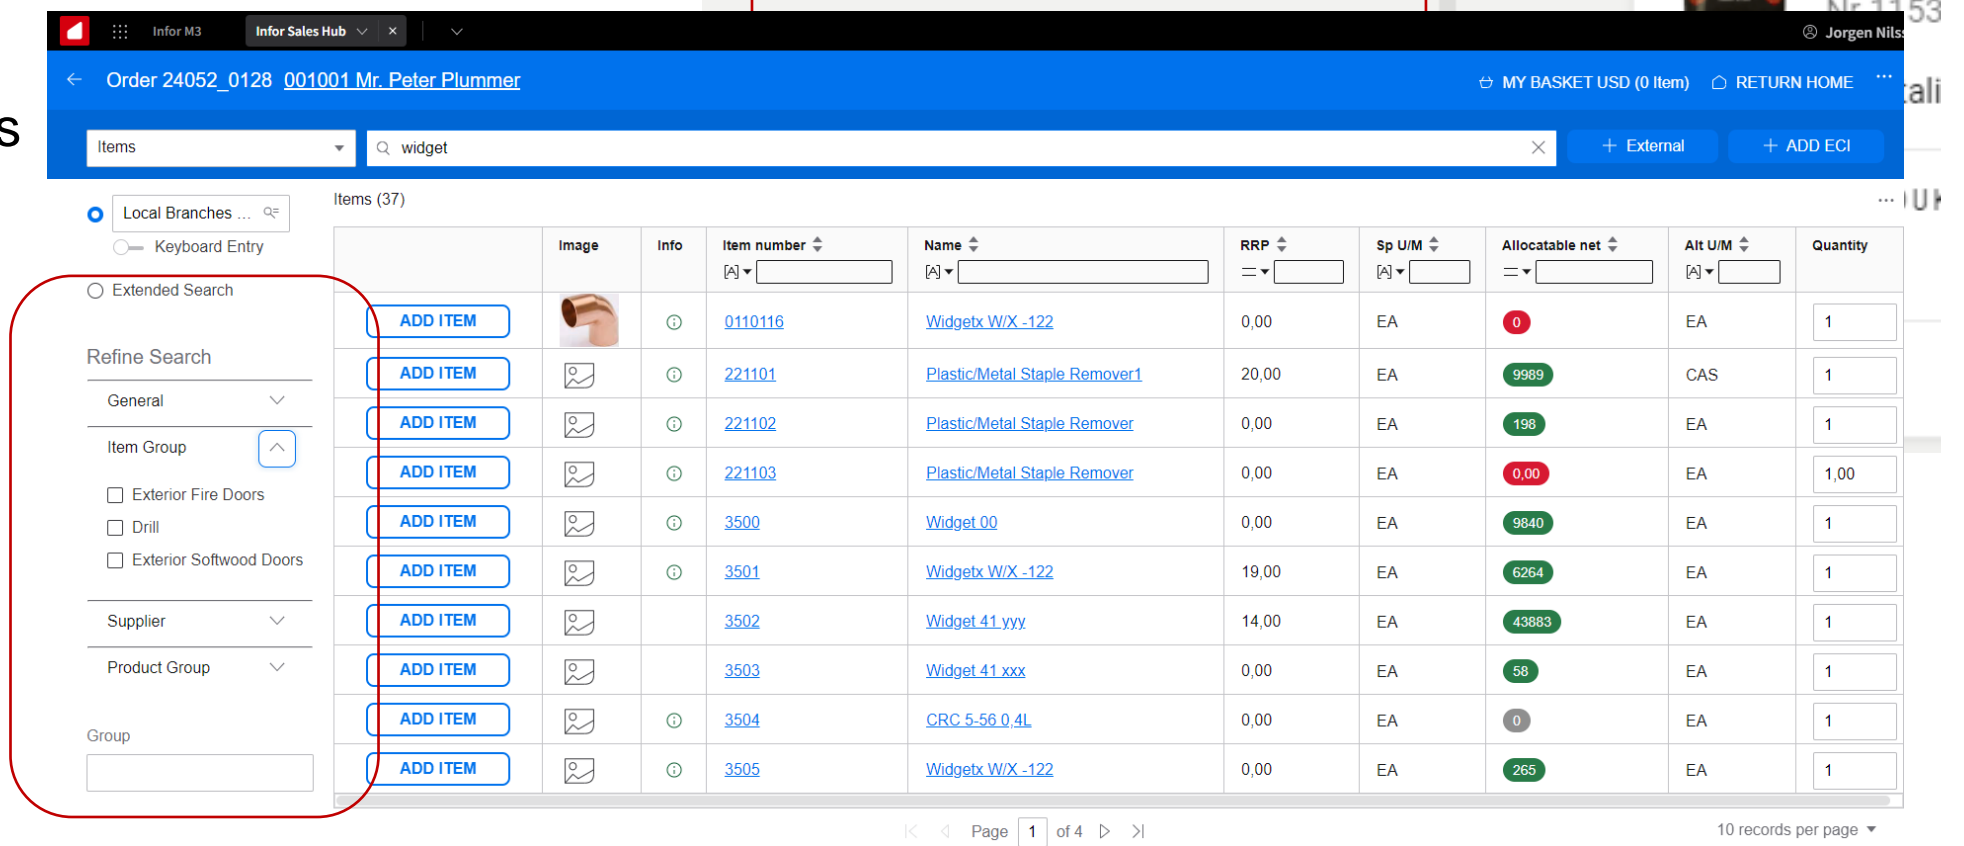 Nr 1153
Infor M3 Infor Sales Hub Jorgen Nilss
Order 24052_0128 001001 Mr. Peter Plummer MY BASKET USD (0 Item) RETURN HOME ...
tali
s
Items widget + External + ADD ECI
Local Branches ... Items (37) ...
Keyboard Entry
Image Info Item number Name RRP Sp U/M Allocatable net Alt U/M Quantity
[A] [A] = [A] = [A]
Extended Search
ADD ITEM 0110116 Widgetx W/X -122 0,00 EA 0 EA 1
Refine Search
ADD ITEM 221101 Plastic/Metal Staple Remover1 20,00 EA 9989 CAS 1
General
ADD ITEM 221102 Plastic/Metal Staple Remover 0,00 EA 198 EA 1
Item Group
ADD ITEM 221103 Plastic/Metal Staple Remover 0,00 EA 0,00 EA 1,00
Exterior Fire Doors
ADD ITEM 3500 Widget 00 0,00 EA 9840 EA 1
Drill
Exterior Softwood Doors
ADD ITEM 3501 Widgetx W/X -122 19,00 EA 6264 EA 1
Supplier
ADD ITEM 3502 Widget 41 yyy 14,00 EA 43883 EA 1
Product Group
ADD ITEM 3503 Widget 41 xxx 0,00 EA 58 EA 1
ADD ITEM 3504 CRC 5-56 0,4L 0,00 EA 0 EA 1
Group
ADD ITEM 3505 Widgetx W/X -122 0,00 EA 265 EA 1
Page 1 of 4 10 records per page